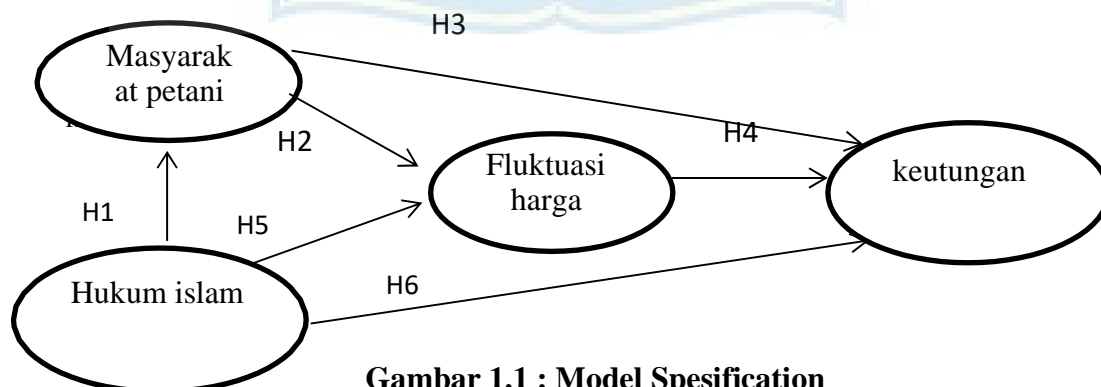 H3
Masyarak
at petani
H2
H4
Fluktuasi
harga
keutungan
H1
H5
Hukum islam
H6
Gambar 1.1 : Model Spesification